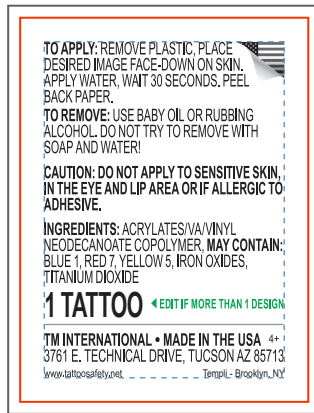 TO APPLY: REMOVE PLASTIC, PLACE
DESIRED IMAGE FACE-DOWN ON SKIN.
APPLY WATER, WAIT 30 SECONDS. PEEL
BACK PAPER.
TO REMOVE: USE BABY OIL OR RUBBING
ALCOHOL. DO NOT TRY TO REMOVE WITH
SOAP AND WATER!
CAUTION: DO NOT APPLY TO SENSITIVE SKIN,
IN THE EYE AND LIP AREA OR IF ALLERGIC TO
ADHESIVE.
INGREDIENTS: ACRYLATES/VA/VINYL
NEODECANOATE COPOLYMER, MAY CONTAIN:
BLUE 1, RED 7, YELLOW 5, IRON OXIDES,
TITANIUM DIOXIDE
1 TATTOO ◄ EDIT IF MORE THAN 1 DESIGN
TM INTERNATIONAL • MADE IN THE USA 4+
3761 E. TECHNICAL DRIVE, TUCSON AZ 85713
www.tattoosafety.net Templi - Brooklyn, NY